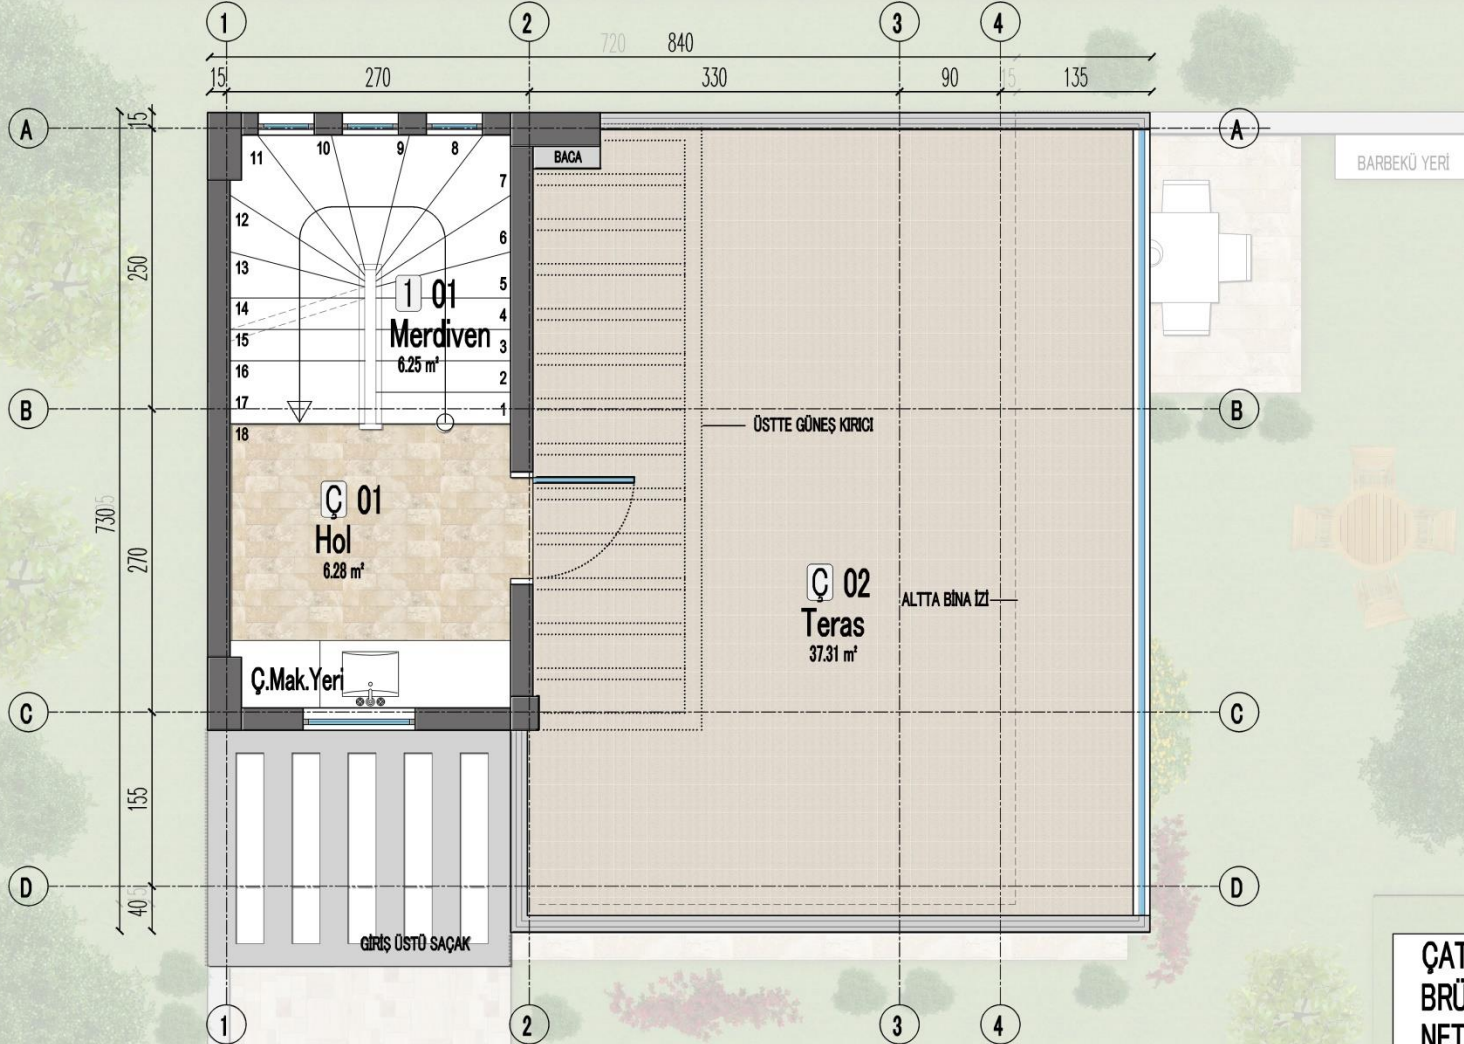 1
2
3
4
720
840
15
270
330
90
15
135
A
15
A
BACA
BARBEKÜ YERİ
11
10
9
8
7
12
6
13
5
250
1 01
14
4
Merdiven
15
3
6.25 m²
16
2
17
1
B
B
18
ÜSTTE GÜNEŞ KIRICI
Ç 01
Hol
6.28 m²
730
270
Ç 02
Teras
37.31 m²
ALTTA BİNA İZİ
Ç.Mak.Yeri
C
C
155
D
D
40
GİRİŞ ÜSTÜ SAÇAK
ÇAT
BRÜ
NET
1
2
3
4